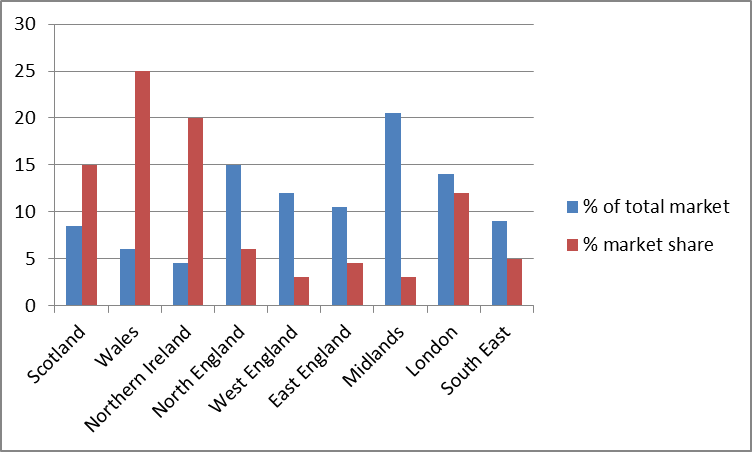 30
25
20
15
10
5
0
Scotland
Wales
Northern Ireland
North England
West England
East England
Midlands
London
South East
% of total market
% market share